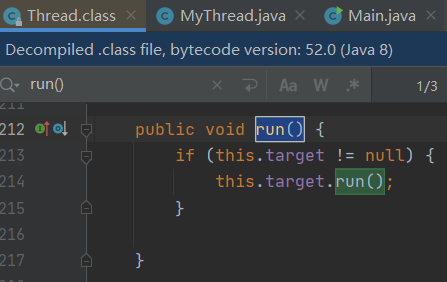 Thread.class MyThread.java Main.java
Decompiled .class file, bytecode version: 52.0 (Java 8)
run() Aa W .* 1/3
211
212 public void run() {
213 if (this.target != null) {
214 this.target.run();
215 }
216
217 }